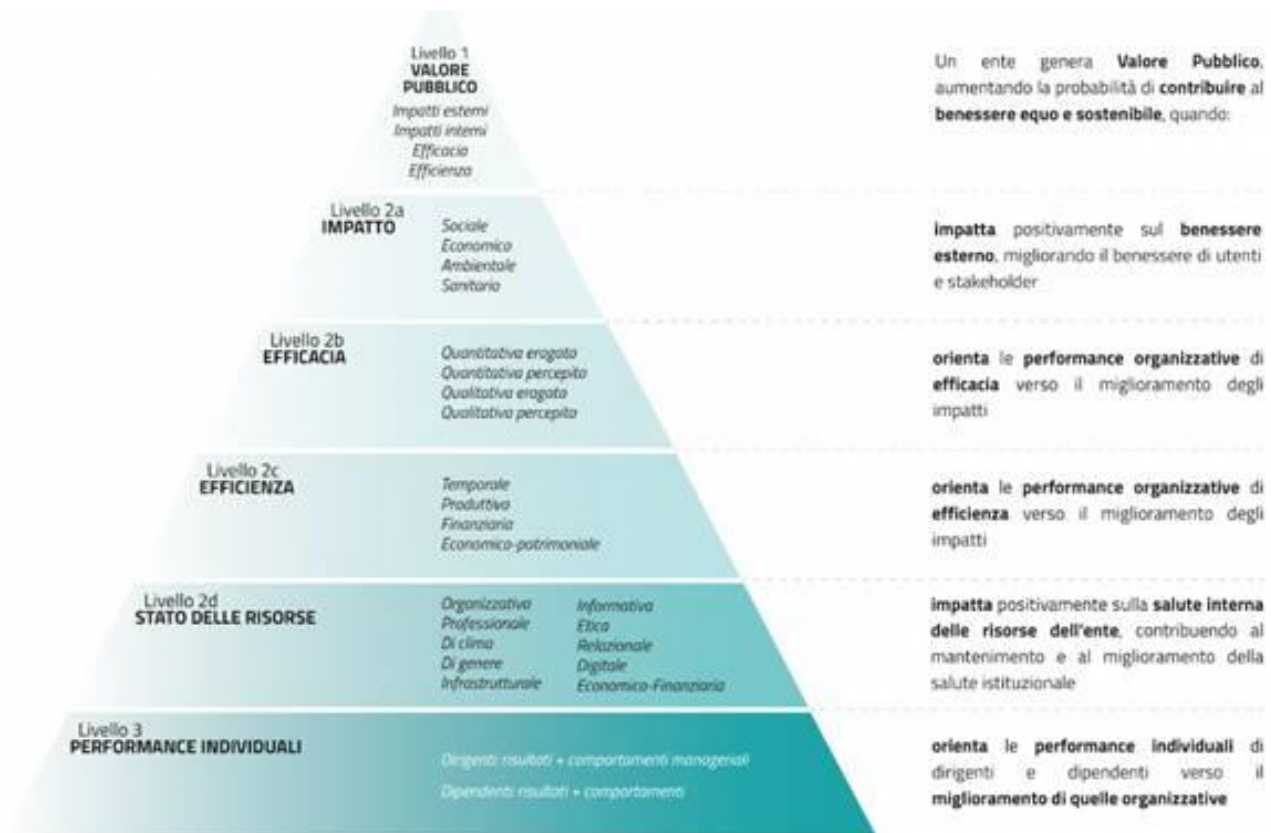 Livello 1
VALORE
PUBBLICO
Impatti esterni
Impatti interni
Efficacia
Efficienza
Un ente genera Valore Pubblico,
aumentando la probabilità di contribuire al
benessere equo e sostenibile, quando:
Livello 2a
IMPATTO
Sociale
Economico
Ambientale
Sanitario
impatta positivamente sul benessere
esterno, migliorando il benessere di utenti
e stakeholder
Livello 2b
EFFICACIA
Quantitativa erogata
Quantitativa percepita
Qualitativa erogata
Qualitativa percepita
orienta le performance organizzative di
efficacia verso il miglioramento degli
impatti
Livello 2c
EFFICIENZA
Temporale
Produttiva
Finanziaria
Economico-patrimoniale
orienta le performance organizzative di
efficienza verso il miglioramento degli
impatti
Livello 2d
STATO DELLE RISORSE
Organizzativa
Professionale
Di clima
Di genere
Infrastrutturale
Informativa
Etica
Relazionale
Digitale
Economico-Finanziaria
impatta positivamente sulla salute interna
delle risorse dell'ente, contribuendo al
mantenimento e al miglioramento della
salute istituzionale
Livello 3
PERFORMANCE INDIVIDUALI
Dirigenti risultati + comportamenti manageriali
Dipendenti risultati + comportamenti
orienta le performance individuali di
dirigenti e dipendenti verso il
miglioramento di quelle organizzative